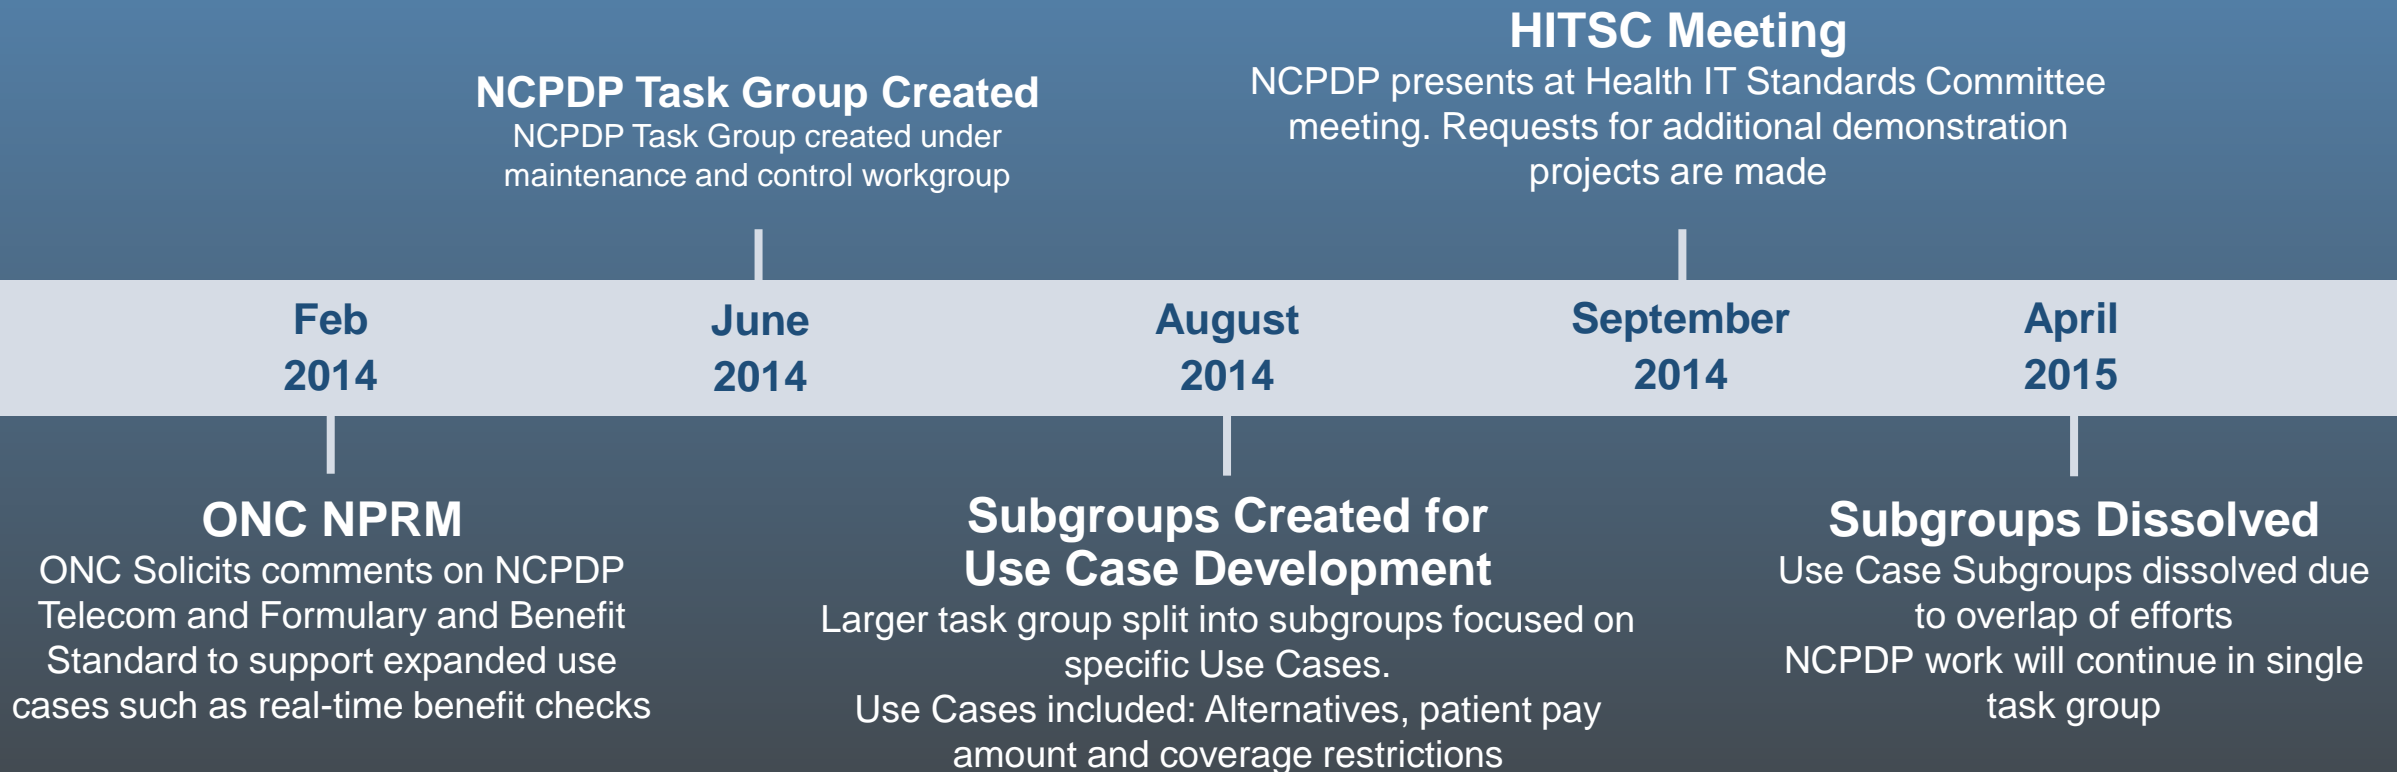 HITSC Meeting
NCPDP presents at Health IT Standards Committee
meeting. Requests for additional demonstration
projects are made
NCPDP Task Group Created
NCPDP Task Group created under
maintenance and control workgroup
Feb
2014
June
2014
August
2014
September
2014
April
2015
ONC NPRM
ONC Solicits comments on NCPDP
Telecom and Formulary and Benefit
Standard to support expanded use
cases such as real-time benefit checks
Subgroups Created for
Use Case Development
Larger task group split into subgroups focused on
specific Use Cases.
Use Cases included: Alternatives, patient pay
amount and coverage restrictions
Subgroups Dissolved
Use Case Subgroups dissolved due
to overlap of efforts
NCPDP work will continue in single
task group